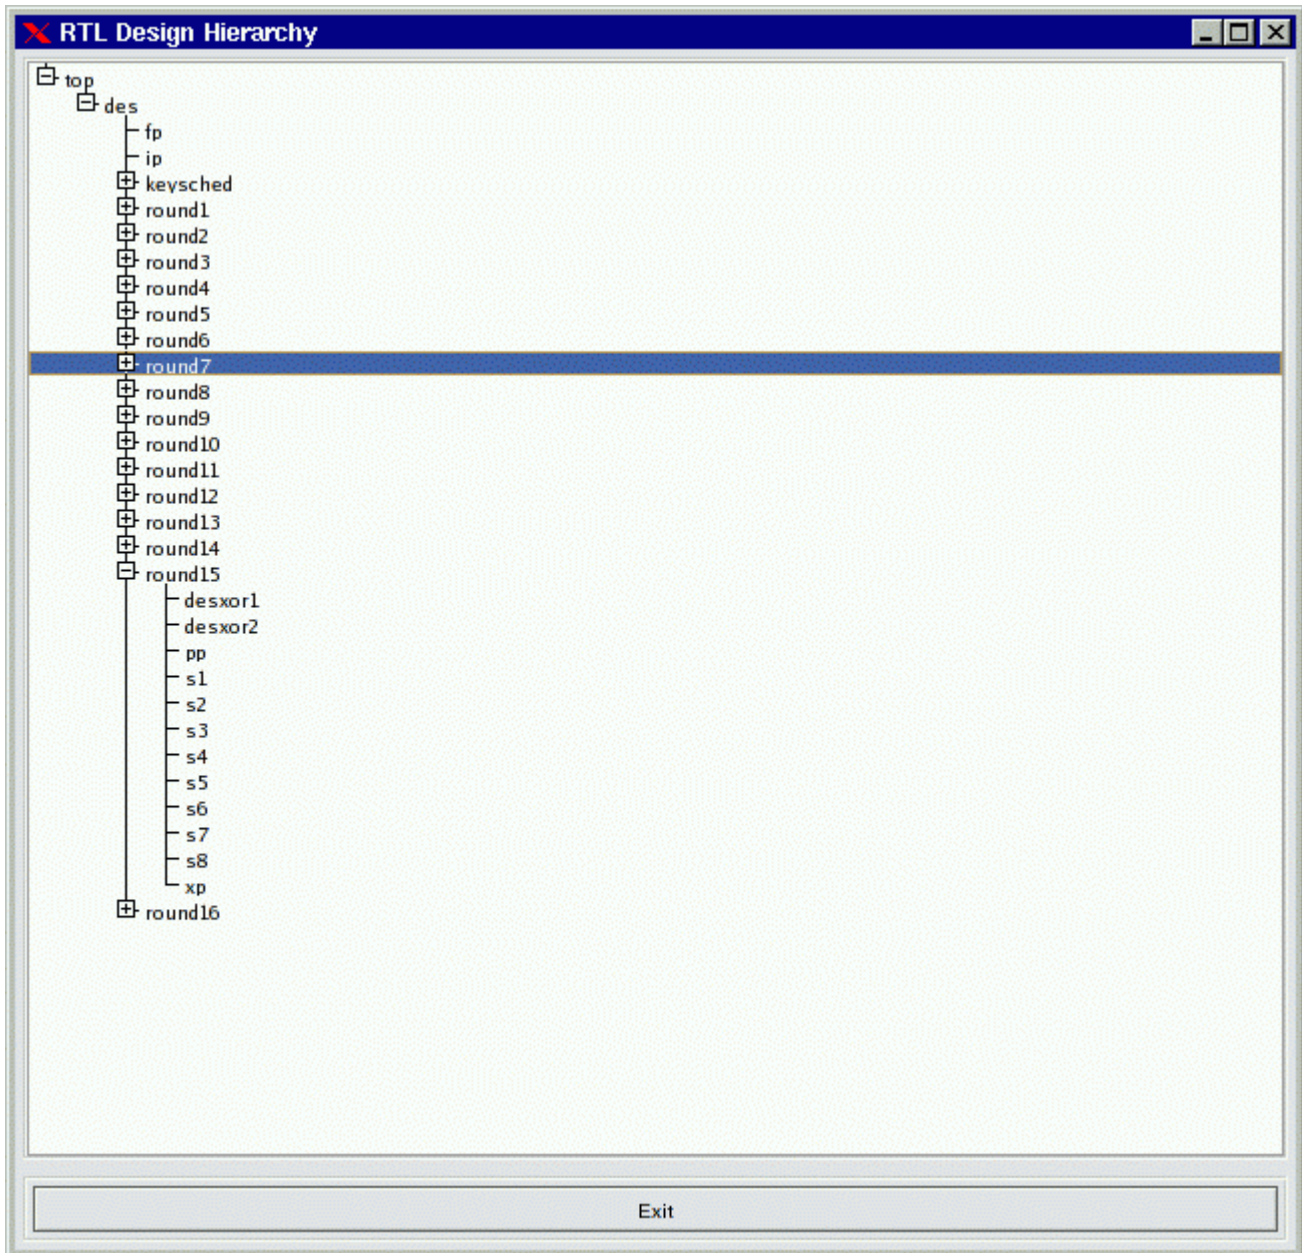 RTL Design Hierarchy
top
des
fp
ip
keysched
round1
round2
round3
round4
round5
round6
round7
round8
round9
round10
round11
round12
round13
round14
round15
desxor1
desxor2
pp
s1
s2
s3
s4
s5
s6
s7
s8
xp
round16
Exit